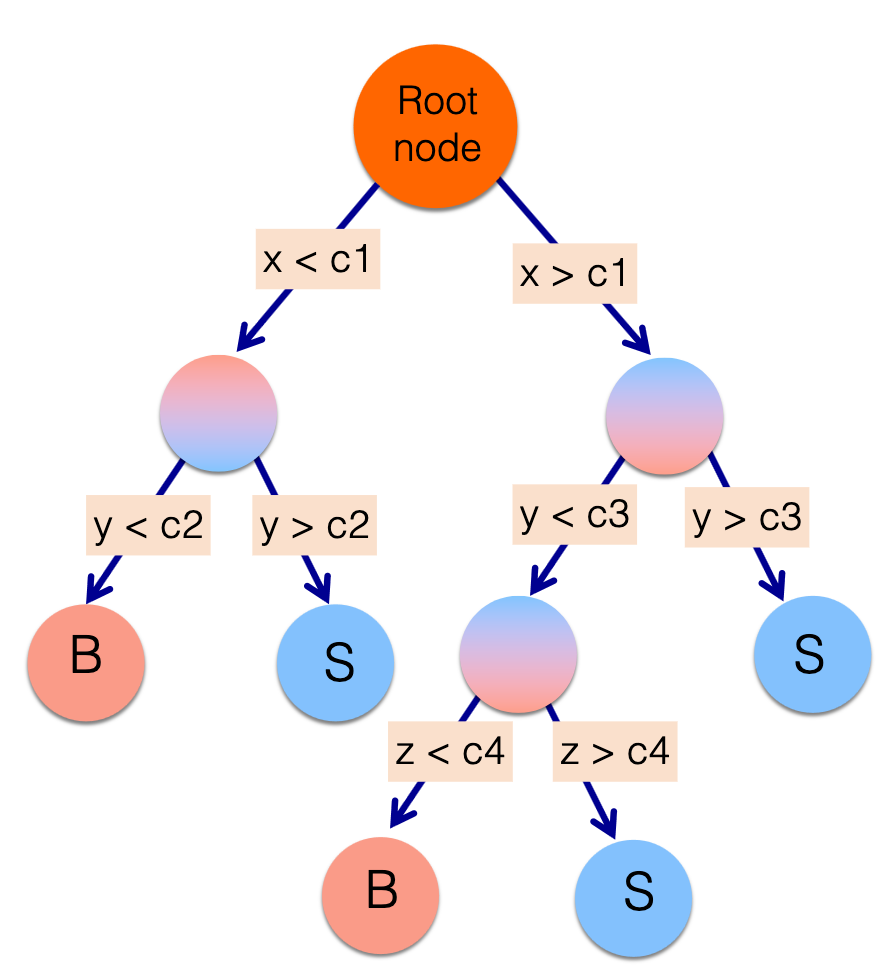 Root
node
x < c1
x > c1
y < c2
y > c2
y < c3
y > c3
B
S
S
z < c4
z > c4
B
S